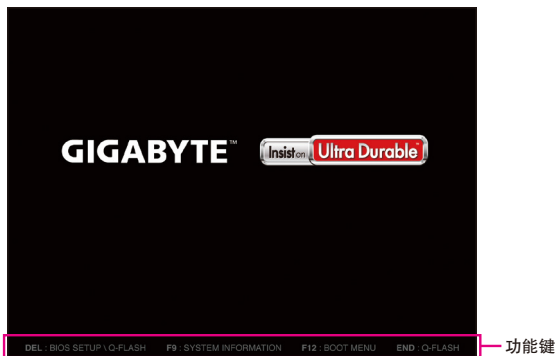 GIGABYTE™ Insist on Ultra Durable™
DEL : BIOS SETUP \ Q-FLASH F9 : SYSTEM INFORMATION F12 : BOOT MENU END : Q-FLASH
功能键